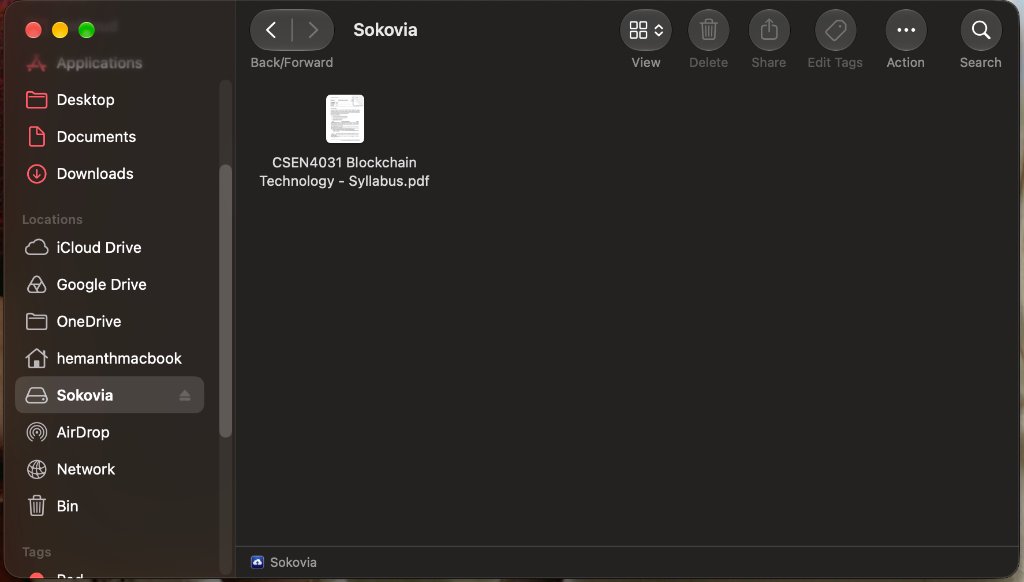 Sokovia
Back/Forward
View
Delete
Share
Edit Tags
Action
Search
Applications
Desktop
Documents
Downloads
Locations
iCloud Drive
Google Drive
OneDrive
hemanthmacbook
Sokovia
AirDrop
Network
Bin
Tags
Red
CSEN4031 Blockchain
Technology - Syllabus.pdf
Sokovia